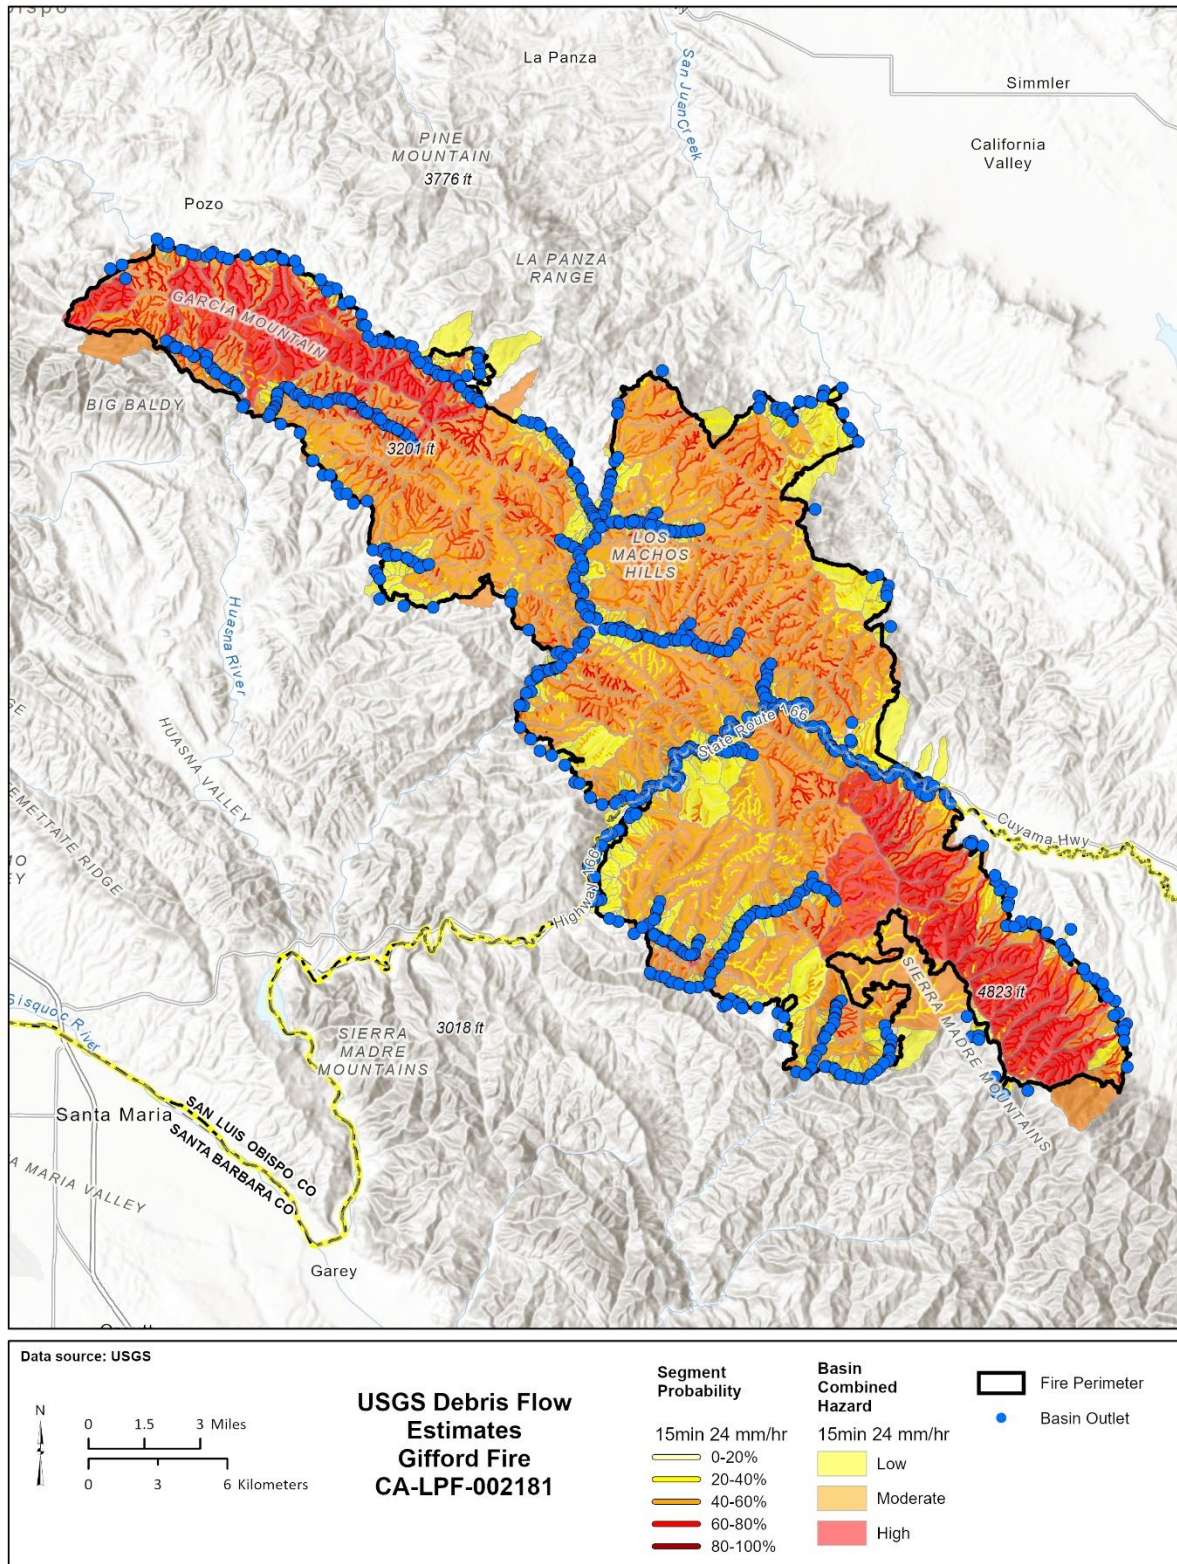 La Panza
Simmler
San Juan Creek
California
Valley
PINE
MOUNTAIN
3776 ft
Pozo
LA PANZA
RANGE
GARCIA MOUNTAIN
BIG BALDY
3201 ft
LOS
MACHOS
HILLS
Huasna River
HUASNA VALLEY
State Route 166
Cuyama Hwy
Highway 166
SIERRA MADRE MOUNTAINS
4823 ft
Sisquoc River
3018 ft
SIERRA
MADRE
MOUNTAINS
Santa Maria
SAN LUIS OBISPO CO
SANTA BARBARA CO
A MARIA VALLEY
Garey
Data source: USGS
N
0 1.5 3 Miles
0 3 6 Kilometers
USGS Debris Flow
Estimates
Gifford Fire
CA-LPF-002181
Segment
Probability
15min 24 mm/hr
0-20%
20-40%
40-60%
60-80%
80-100%
Basin
Combined
Hazard
15min 24 mm/hr
Low
Moderate
High
Fire Perimeter
Basin Outlet